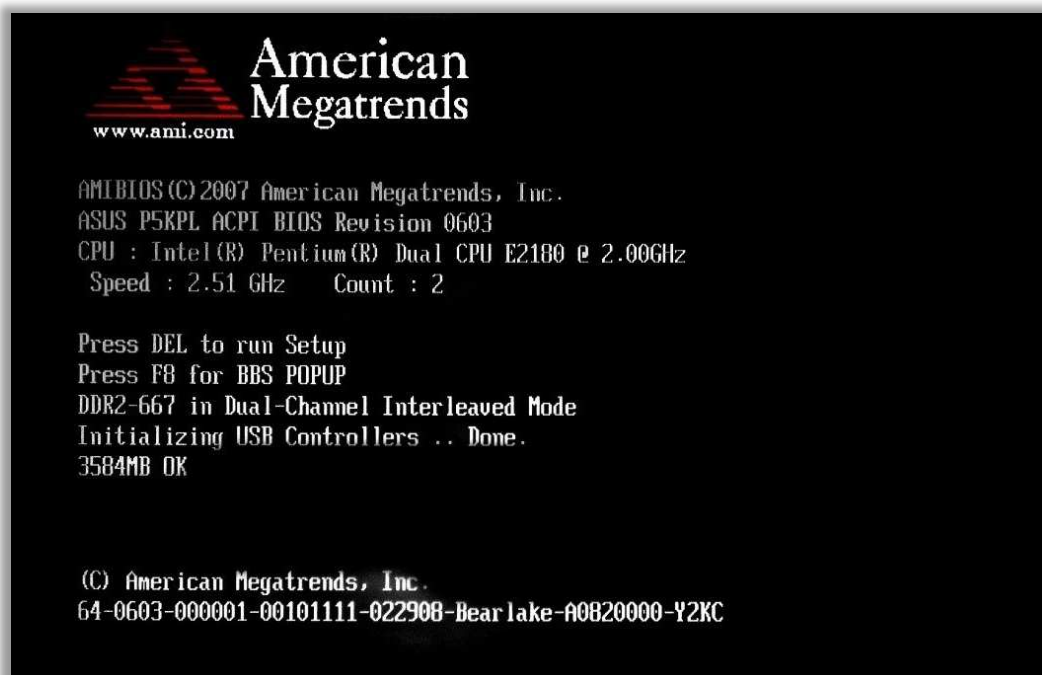 American
Megatrends
www.ami.com
AMIBIOS(C)2007 American Megatrends, Inc.
ASUS P5KPL ACPI BIOS Revision 0603
CPU : Intel(R) Pentium(R) Dual CPU E2180 @ 2.00GHz
Speed : 2.51 GHz    Count : 2
Press DEL to run Setup
Press F8 for BBS POPUP
DDR2-667 in Dual-Channel Interleaved Mode
Initializing USB Controllers .. Done.
3584MB OK
(C) American Megatrends, Inc.
64-0603-000001-00101111-022908-Bearlake-A0820000-Y2KC